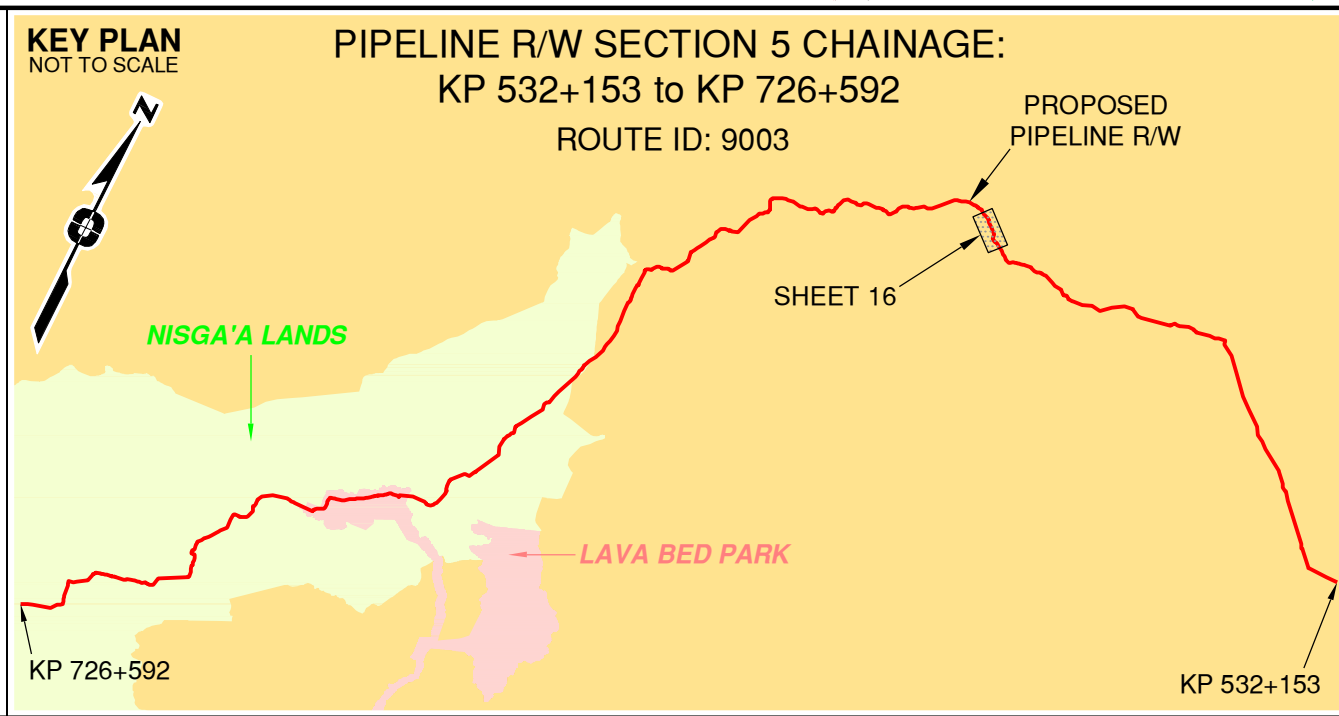 KEY PLAN
NOT TO SCALE
PIPELINE R/W SECTION 5 CHAINAGE:
KP 532+153 to KP 726+592
ROUTE ID: 9003
PROPOSED
PIPELINE R/W
N
SHEET 16
NISGA'A LANDS
LAVA BED PARK
KP 726+592
KP 532+153